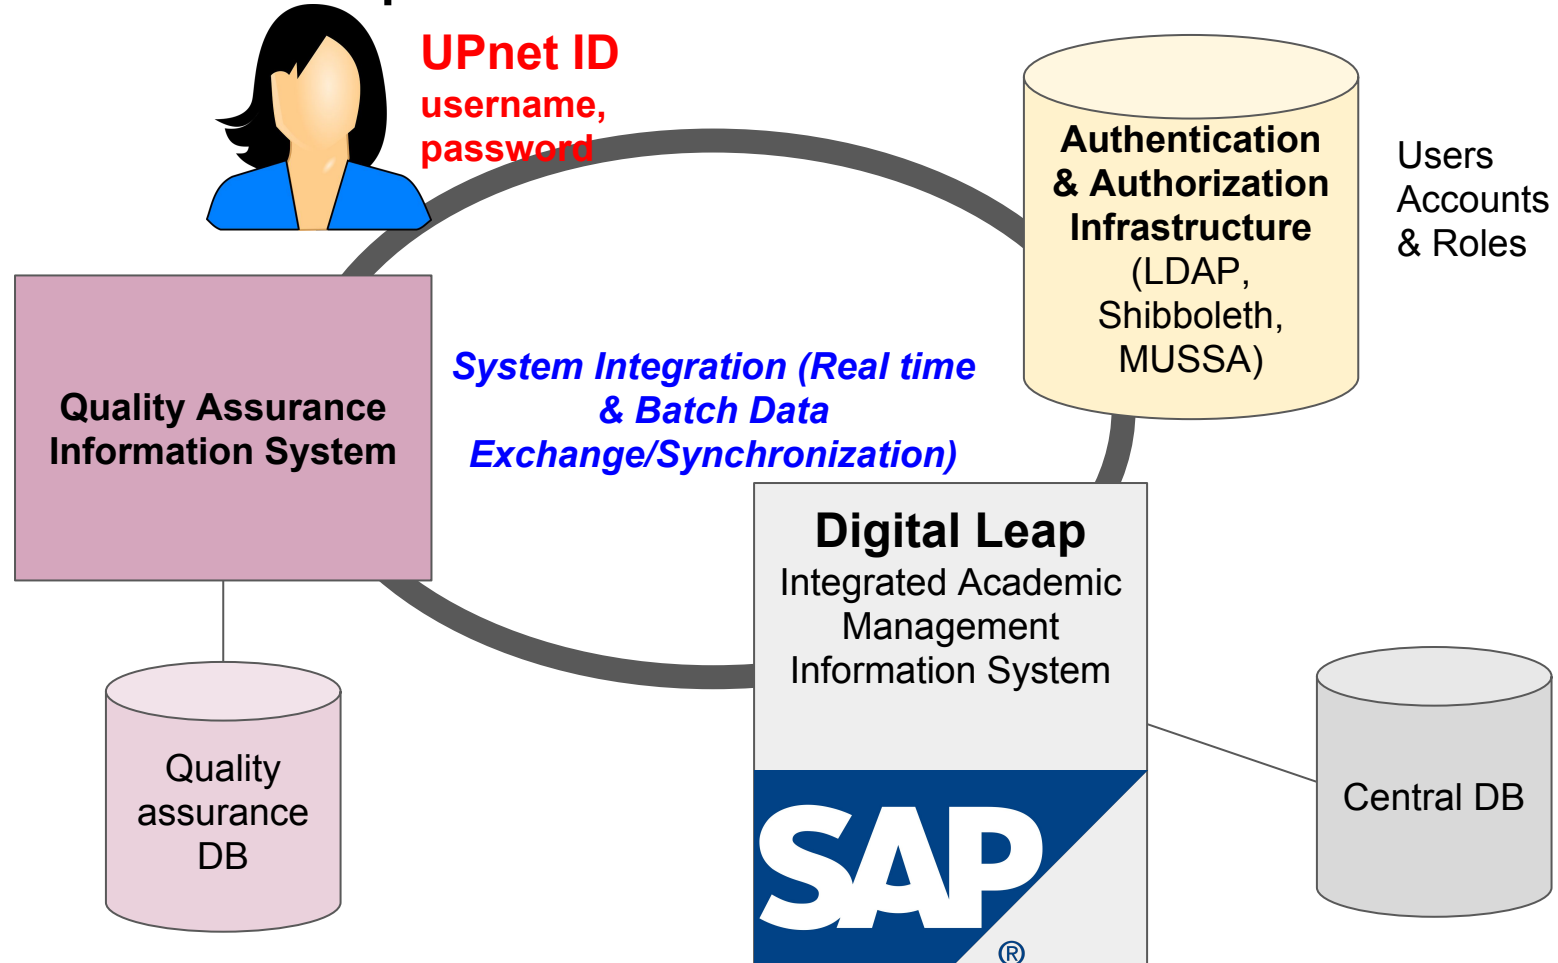 UPnet ID
username,
password
Authentication
& Authorization
Infrastructure
(LDAP,
Shibboleth,
MUSSA)
Users
Accounts
& Roles
System Integration (Real time
& Batch Data
Exchange/Synchronization)
Quality Assurance
Information System
Digital Leap
Integrated Academic
Management
Information System
SAP
®
Quality
assurance
DB
Central DB